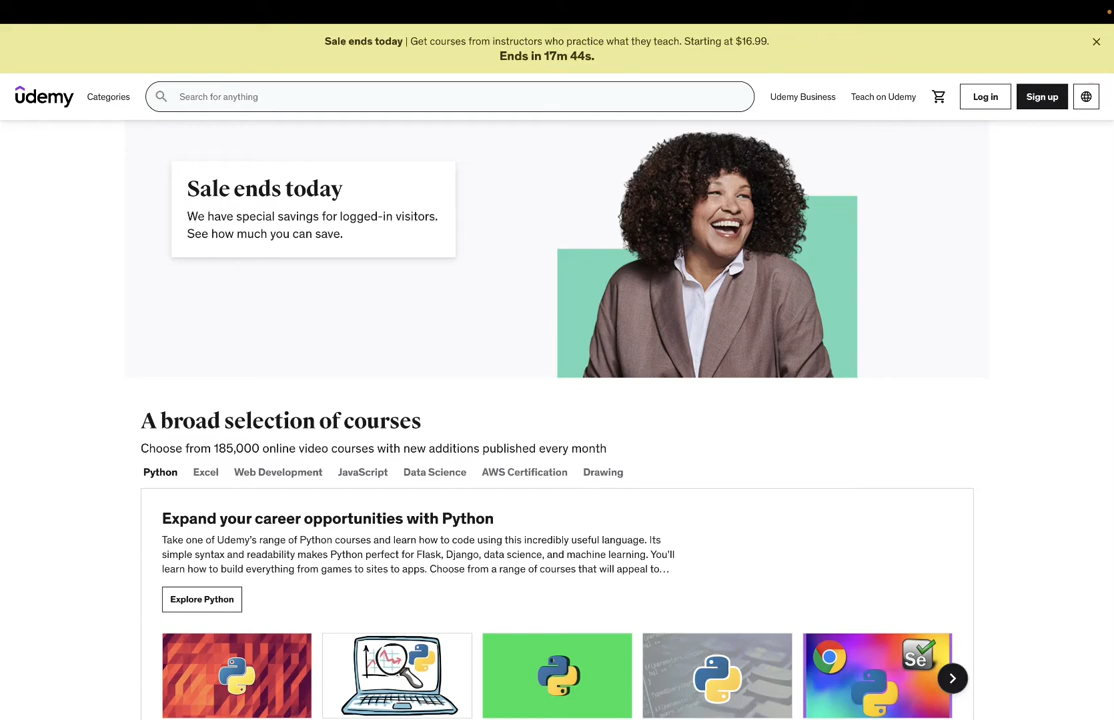 Sale ends today | Get courses from instructors who practice what they teach. Starting at $16.99.
Ends in 17m 44s.
udemy
Categories
Search for anything
Udemy Business
Teach on Udemy
Log in
Sign up
Sale ends today
We have special savings for logged-in visitors.
See how much you can save.
A broad selection of courses
Choose from 185,000 online video courses with new additions published every month
Python
Excel
Web Development
JavaScript
Data Science
AWS Certification
Drawing
Expand your career opportunities with Python
Take one of Udemy’s range of Python courses and learn how to code using this incredibly useful language. Its
simple syntax and readability makes Python perfect for Flask, Django, data science, and machine learning. You’ll
learn how to build everything from games to sites to apps. Choose from a range of courses that will appeal to…
Explore Python
Se